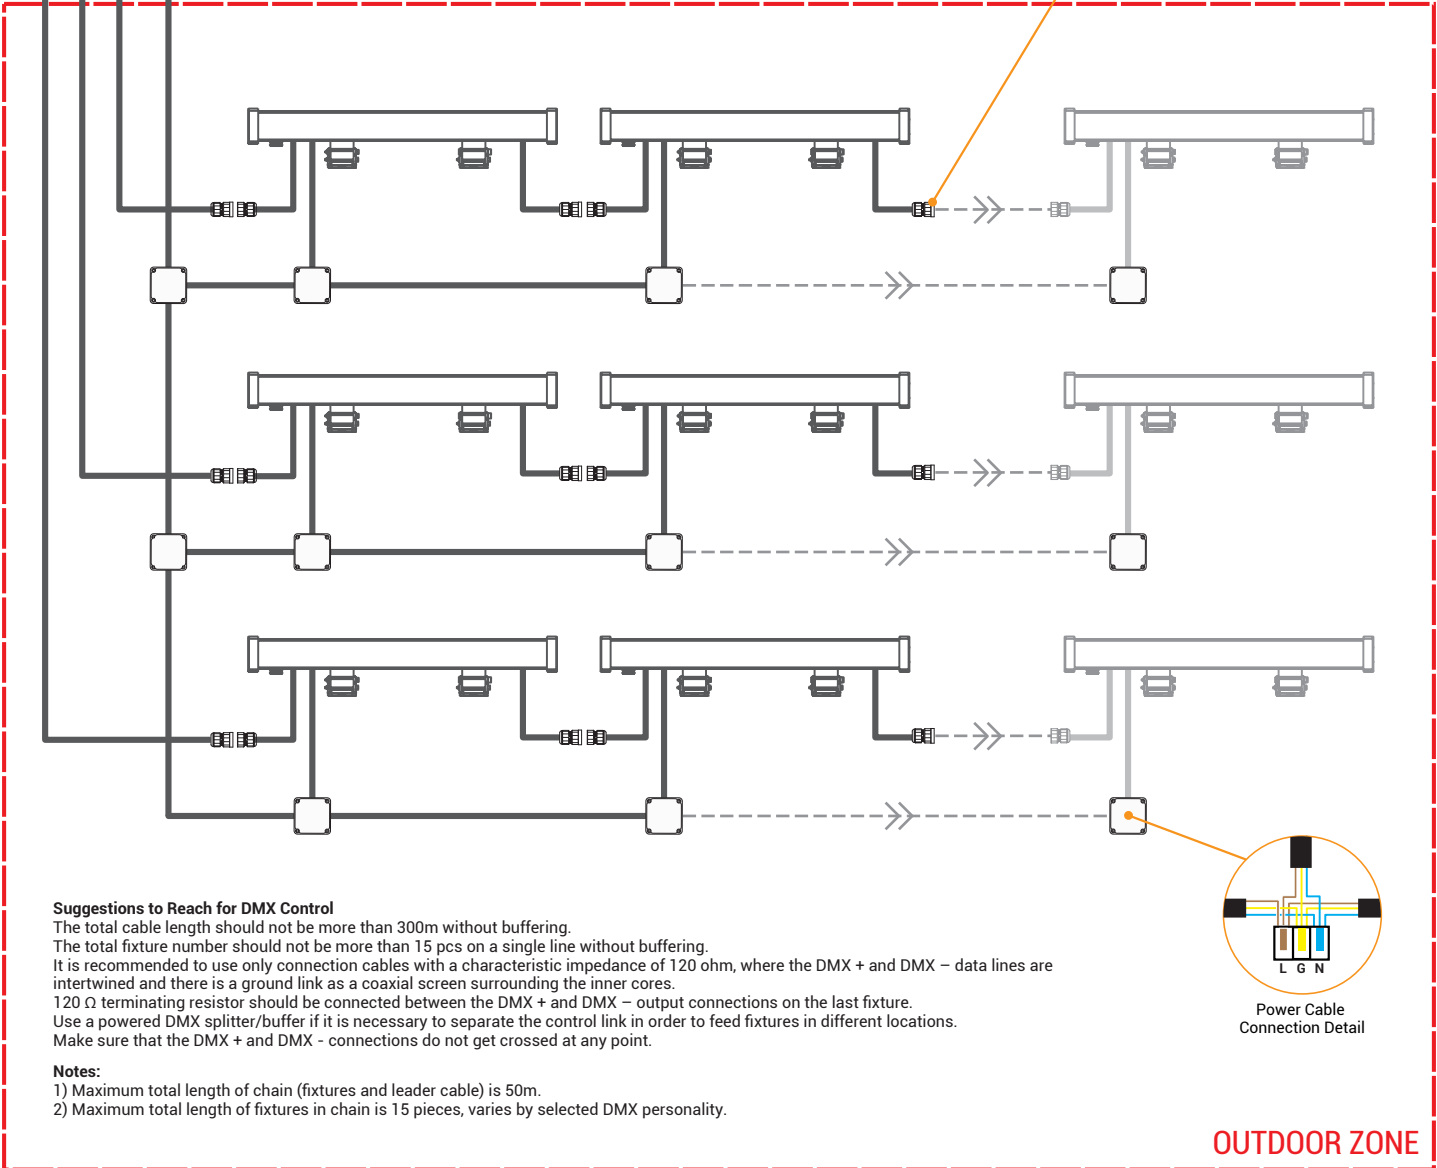 L G N
Power Cable
Connection Detail
Suggestions to Reach for DMX Control
The total cable length should not be more than 300m without buffering.
The total fixture number should not be more than 15 pcs on a single line without buffering.
It is recommended to use only connection cables with a characteristic impedance of 120 ohm, where the DMX + and DMX – data lines are
intertwined and there is a ground link as a coaxial screen surrounding the inner cores.
120 Ω terminating resistor should be connected between the DMX + and DMX – output connections on the last fixture.
Use a powered DMX splitter/buffer if it is necessary to separate the control link in order to feed fixtures in different locations.
Make sure that the DMX + and DMX - connections do not get crossed at any point.
Notes:
1) Maximum total length of chain (fixtures and leader cable) is 50m.
2) Maximum total length of fixtures in chain is 15 pieces, varies by selected DMX personality.
OUTDOOR ZONE